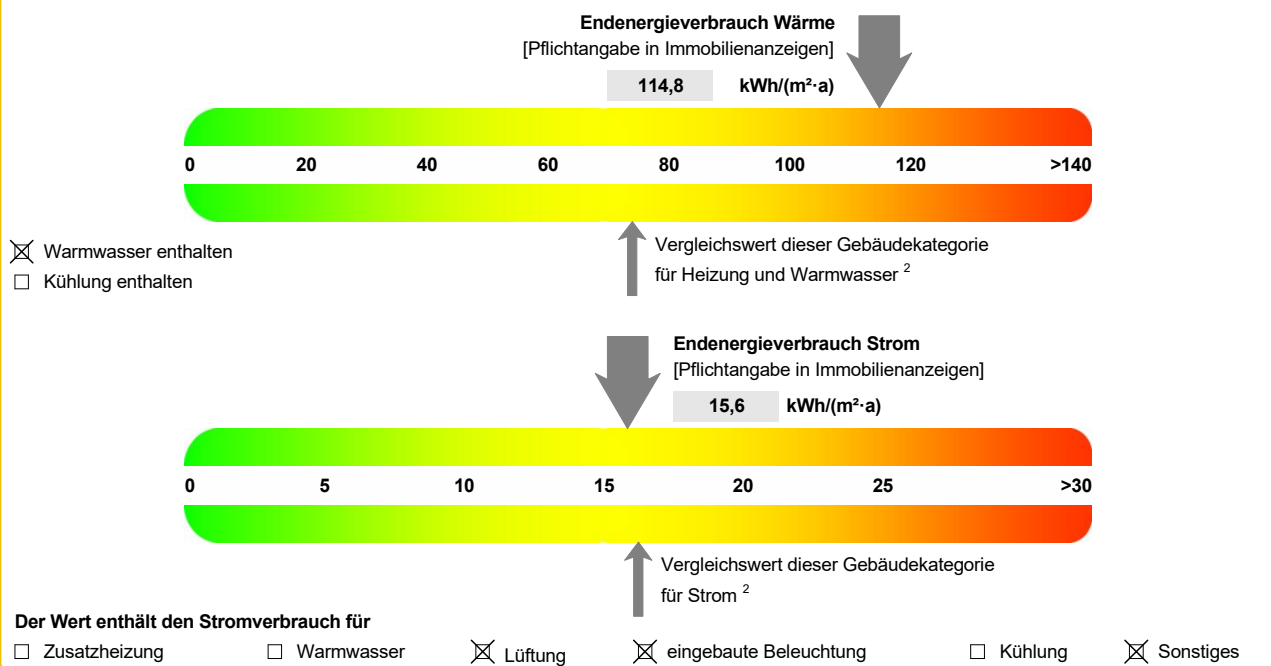 Endenergieverbrauch Wärme
[Pflichtangabe in Immobilienanzeigen]
114,8 kWh/(m²·a)
0 20 40 60 80 100 120 >140
☒ Warmwasser enthalten
☐ Kühlung enthalten
Vergleichswert dieser Gebäudekategorie
für Heizung und Warmwasser ²
Endenergieverbrauch Strom
[Pflichtangabe in Immobilienanzeigen]
15,6 kWh/(m²·a)
0 5 10 15 20 25 >30
Vergleichswert dieser Gebäudekategorie
für Strom ²
Der Wert enthält den Stromverbrauch für
☐ Zusatzheizung ☐ Warmwasser ☒ Lüftung ☒ eingebaute Beleuchtung ☐ Kühlung ☒ Sonstiges